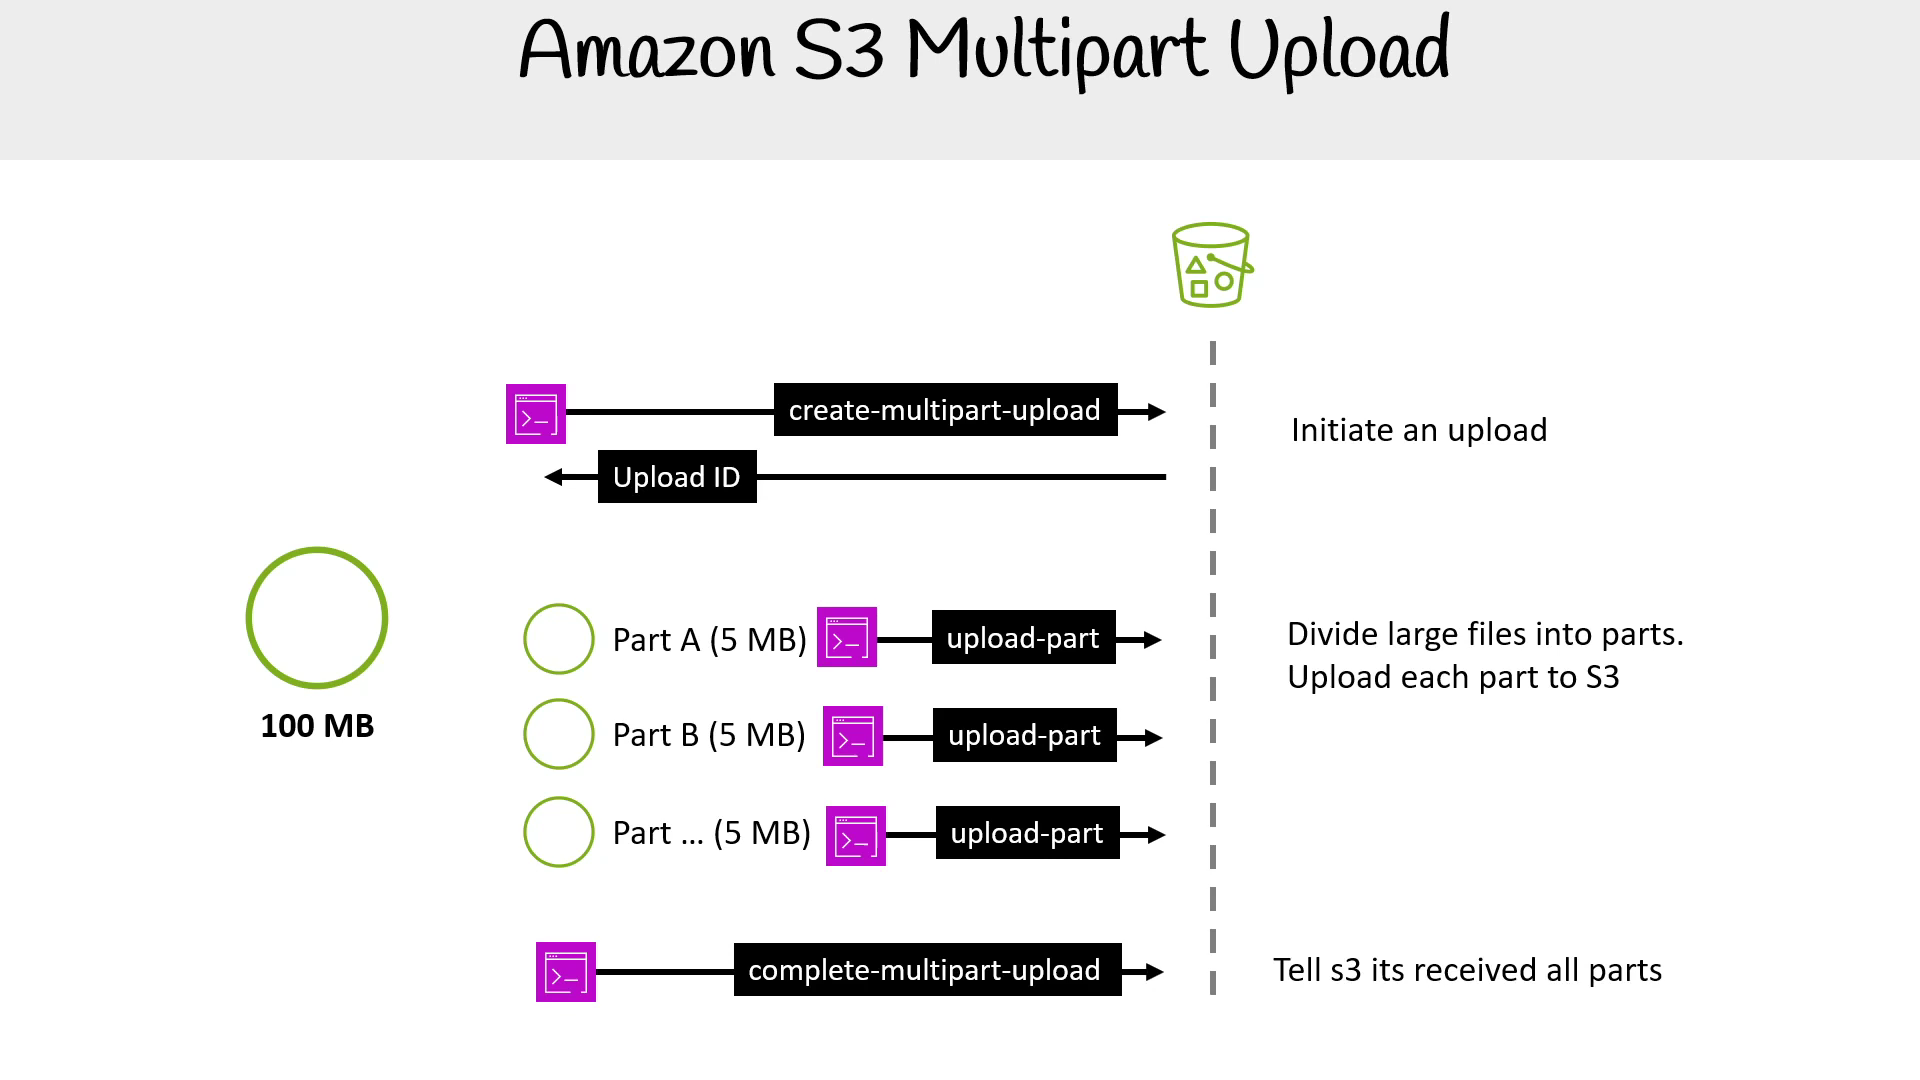 Amazon S3 Multipart Upload
create-multipart-upload
Initiate an upload
Upload ID
100 MB
Part A (5 MB)
upload-part
Divide large files into parts.
Upload each part to S3
Part B (5 MB)
upload-part
Part ... (5 MB)
upload-part
complete-multipart-upload
Tell s3 its received all parts